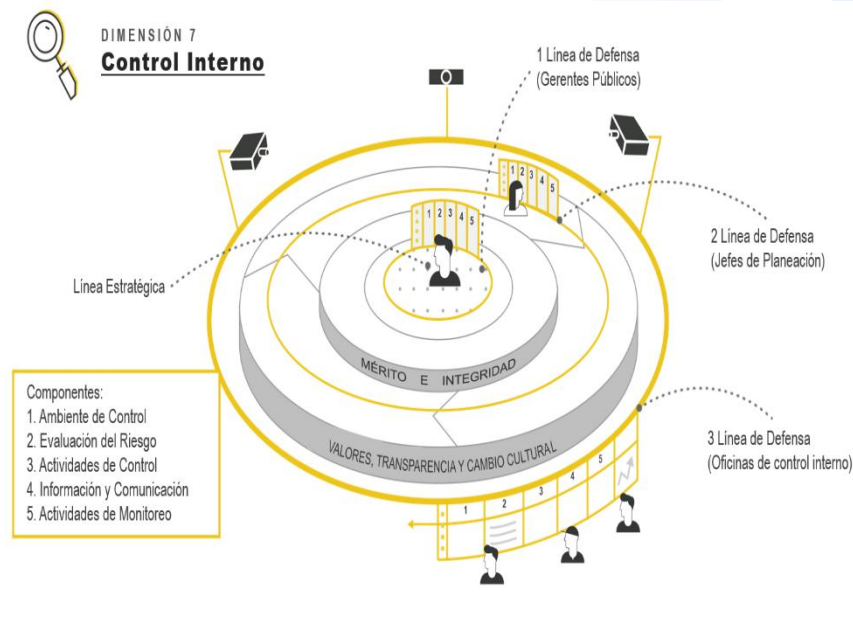 DIMENSIÓN 7
Control Interno
1 Línea de Defensa
(Gerentes Públicos)
1 2 3 4 5
1 2 3 4 5
2 Línea de Defensa
(Jefes de Planeación)
Línea Estratégica
MÉRITO E INTEGRIDAD
VALORES, TRANSPARENCIA Y CAMBIO CULTURAL
Componentes:
1. Ambiente de Control
2. Evaluación del Riesgo
3. Actividades de Control
4. Información y Comunicación
5. Actividades de Monitoreo
3 Línea de Defensa
(Oficinas de control interno)
1 2 3 4 5